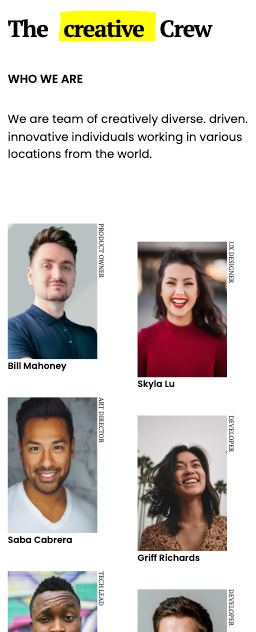 The creative Crew
WHO WE ARE
We are team of creatively diverse. driven.
innovative individuals working in various
locations from the world.
PRODUCT OWNER
Bill Mahoney
UX DESIGNER
Skyla Lu
ART DIRECTOR
Saba Cabrera
DEVELOPER
Griff Richards
TECH LEAD
DEVELOPER